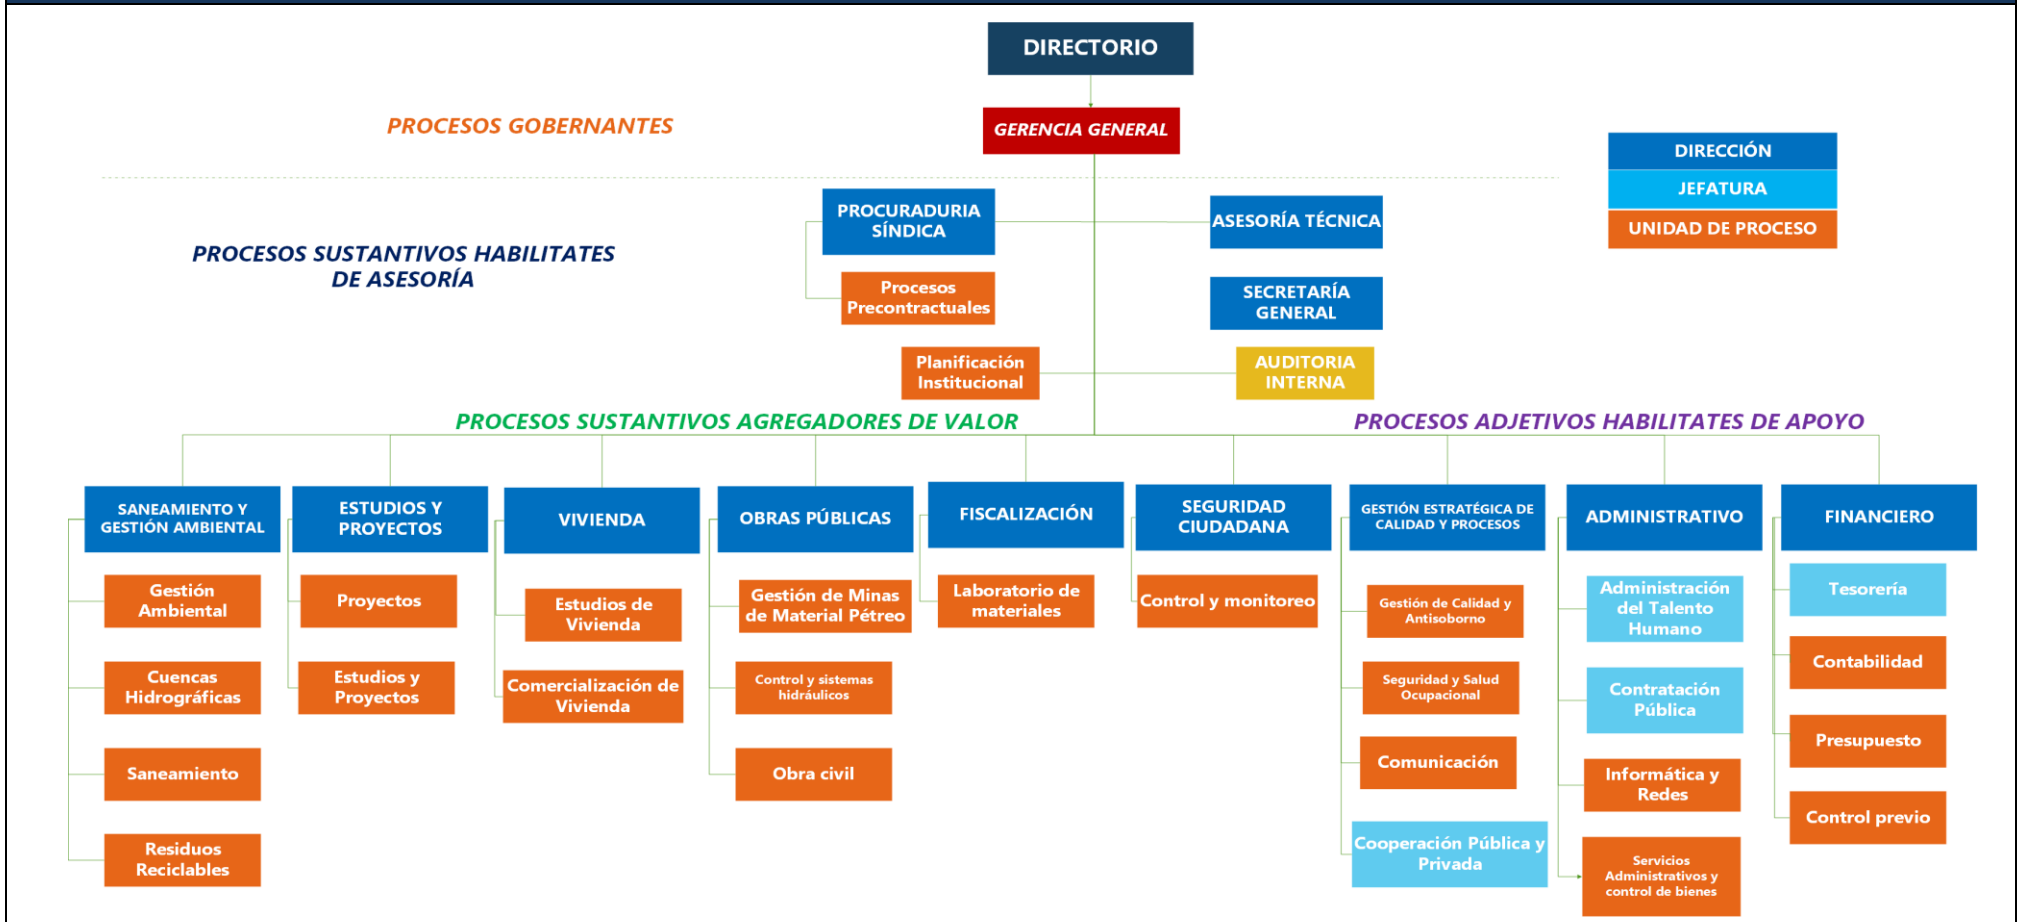 DIRECTORIO
PROCESOS GOBERNANTES
GERENCIA GENERAL
DIRECCIÓN
JEFATURA
UNIDAD DE PROCESO
PROCURADURIA
SÍNDICA
ASESORÍA TÉCNICA
PROCESOS SUSTANTIVOS HABILITATES
DE ASESORÍA
Procesos
Precontractuales
SECRETARÍA
GENERAL
Planificación
Institucional
AUDITORIA
INTERNA
PROCESOS SUSTANTIVOS AGREGADORES DE VALOR
PROCESOS ADJETIVOS HABILITATES DE APOYO
SANEAMIENTO Y
GESTIÓN AMBIENTAL
Gestión
Ambiental
Cuencas
Hidrográficas
Saneamiento
Residuos
Reciclables
ESTUDIOS Y
PROYECTOS
Proyectos
Estudios y
Proyectos
VIVIENDA
Estudios de
Vivienda
Comercialización de
Vivienda
OBRAS PÚBLICAS
Gestión de Minas
de Material Pétreo
Control y sistemas
hidráulicos
Obra civil
FISCALIZACIÓN
Laboratorio de
materiales
SEGURIDAD
CIUDADANA
Control y monitoreo
GESTIÓN ESTRATÉGICA DE
CALIDAD Y PROCESOS
Gestión de Calidad y
Antisoborno
Seguridad y Salud
Ocupacional
Comunicación
Cooperación Pública y
Privada
ADMINISTRATIVO
Administración
del Talento
Humano
Contratación
Pública
Informática y
Redes
Servicios
Administrativos y
control de bienes
FINANCIERO
Tesorería
Contabilidad
Presupuesto
Control previo